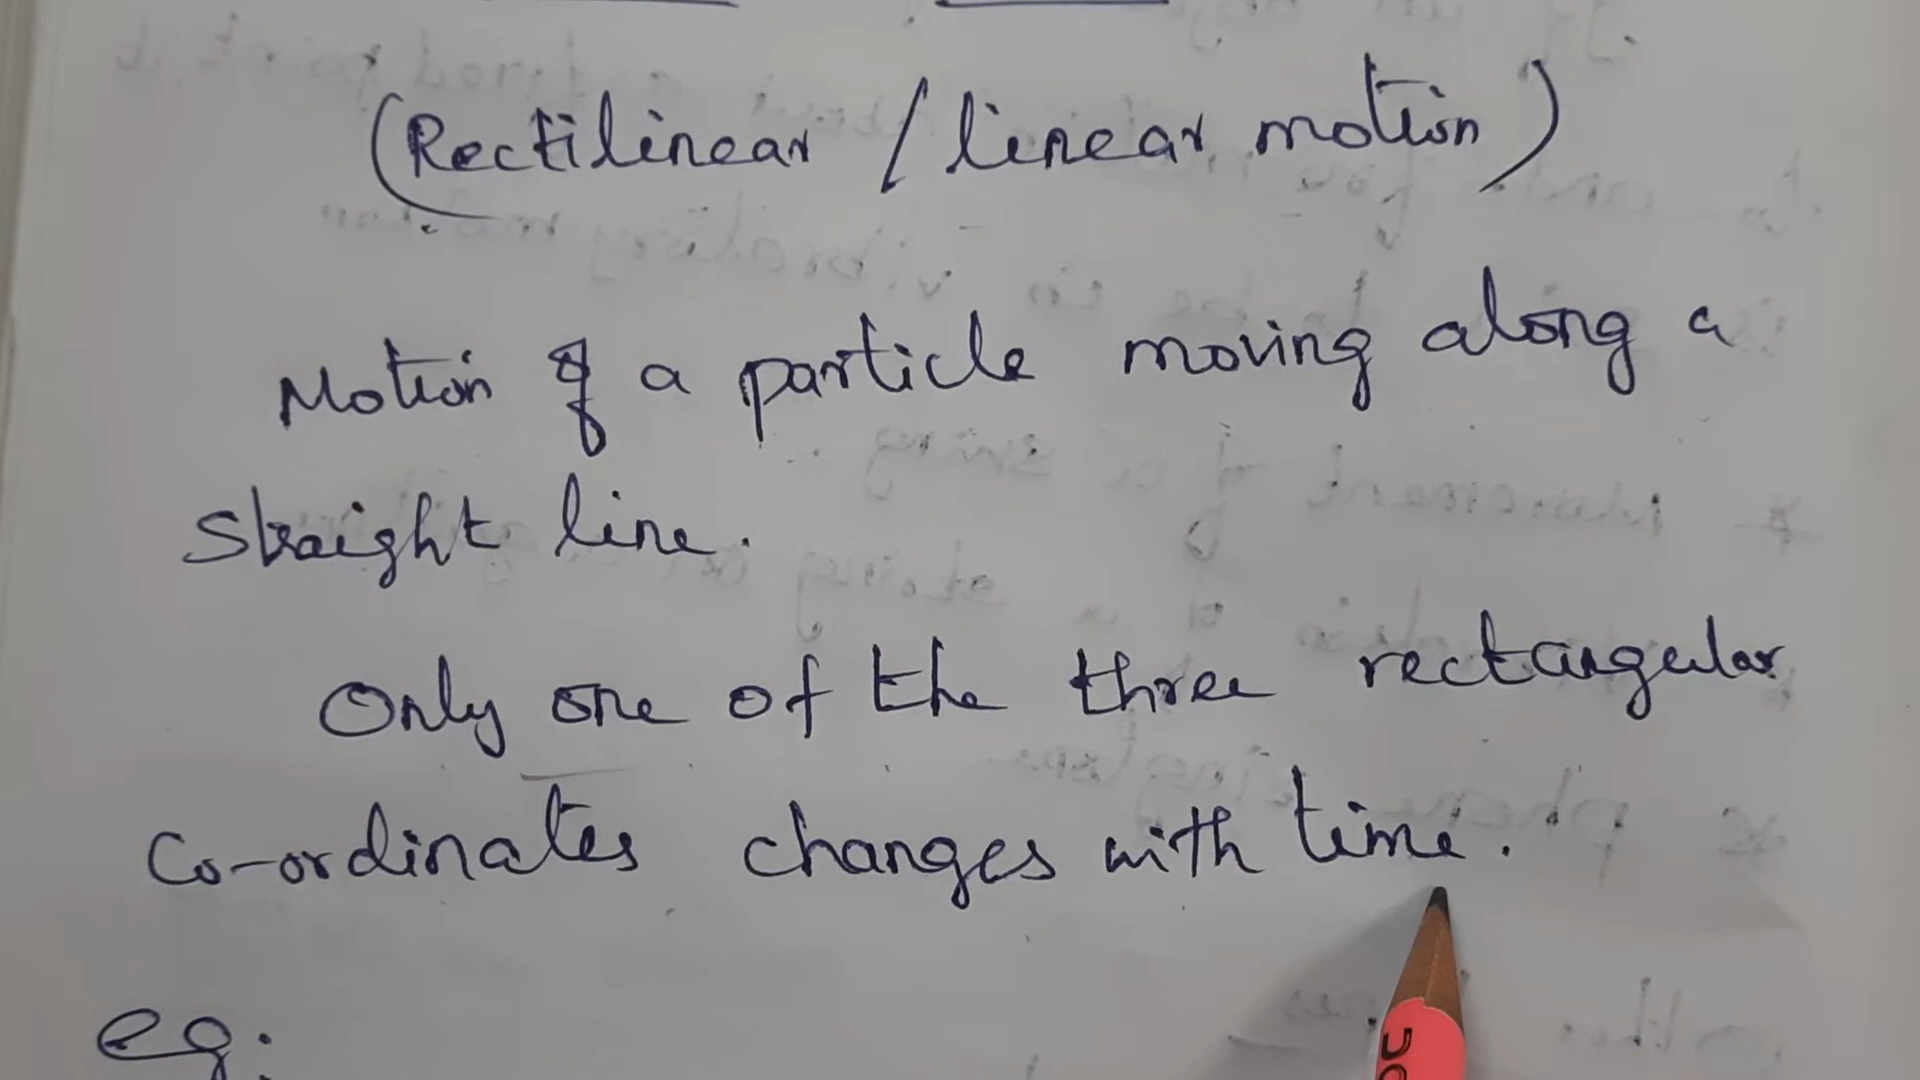 (Rectilinear / linear motion)
Motion of a particle moving along a
straight line.
Only one of the three rectangular
Co-ordinates changes with time.
eg: